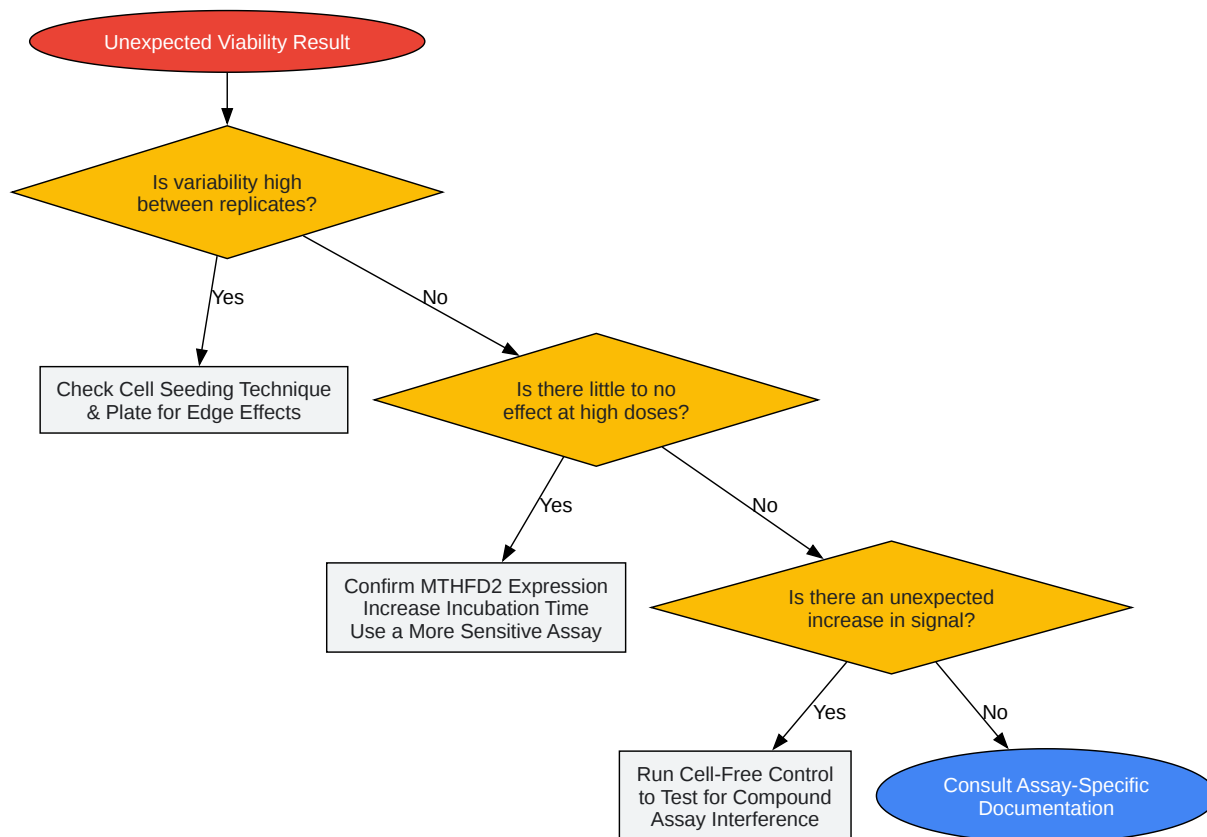 Unexpected Viability Result
Is variability high
between replicates?
Yes
No
Check Cell Seeding Technique
& Plate for Edge Effects
Is there little to no
effect at high doses?
Yes
No
Confirm MTHFD2 Expression
Increase Incubation Time
Use a More Sensitive Assay
Is there an unexpected
increase in signal?
Yes
No
Run Cell-Free Control
to Test for Compound
Assay Interference
Consult Assay-Specific
Documentation